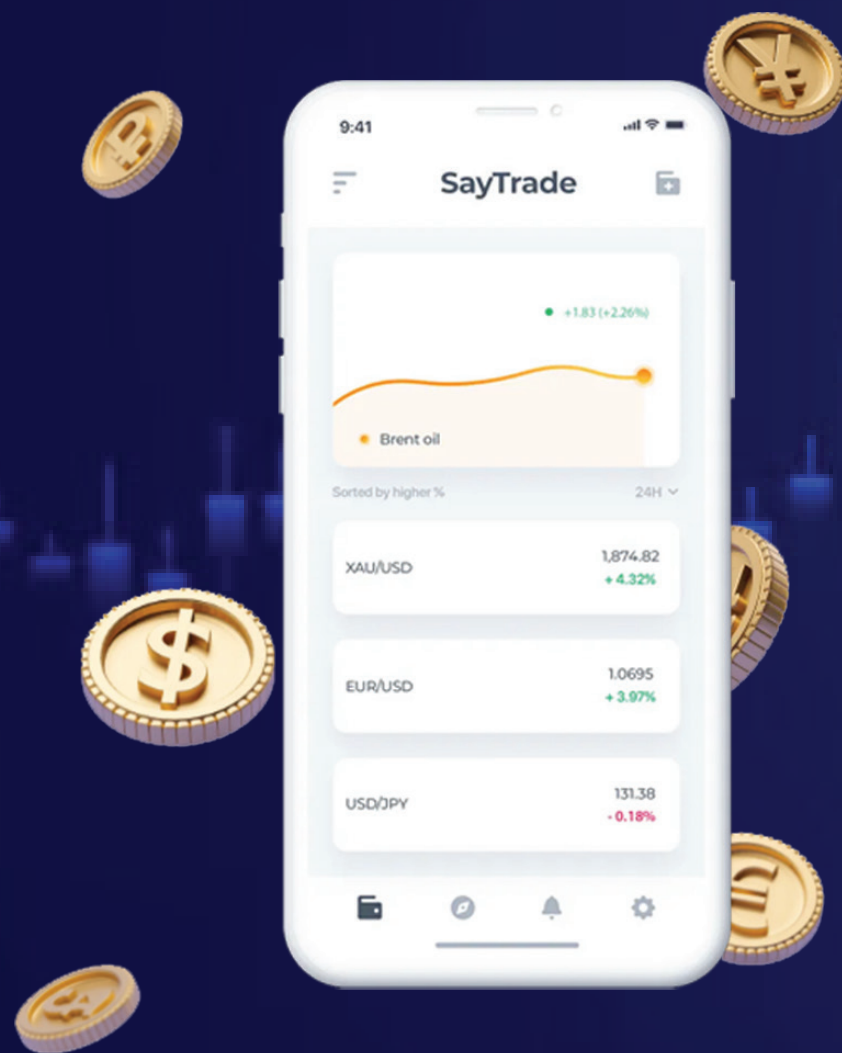 9:41
SayTrade
+1.83 (+2.26%)
Brent oil
Sorted by higher %
24H
XAU/USD
1,874.82
+ 4.32%
EUR/USD
1.0695
+ 3.97%
USD/JPY
131.38
- 0.18%